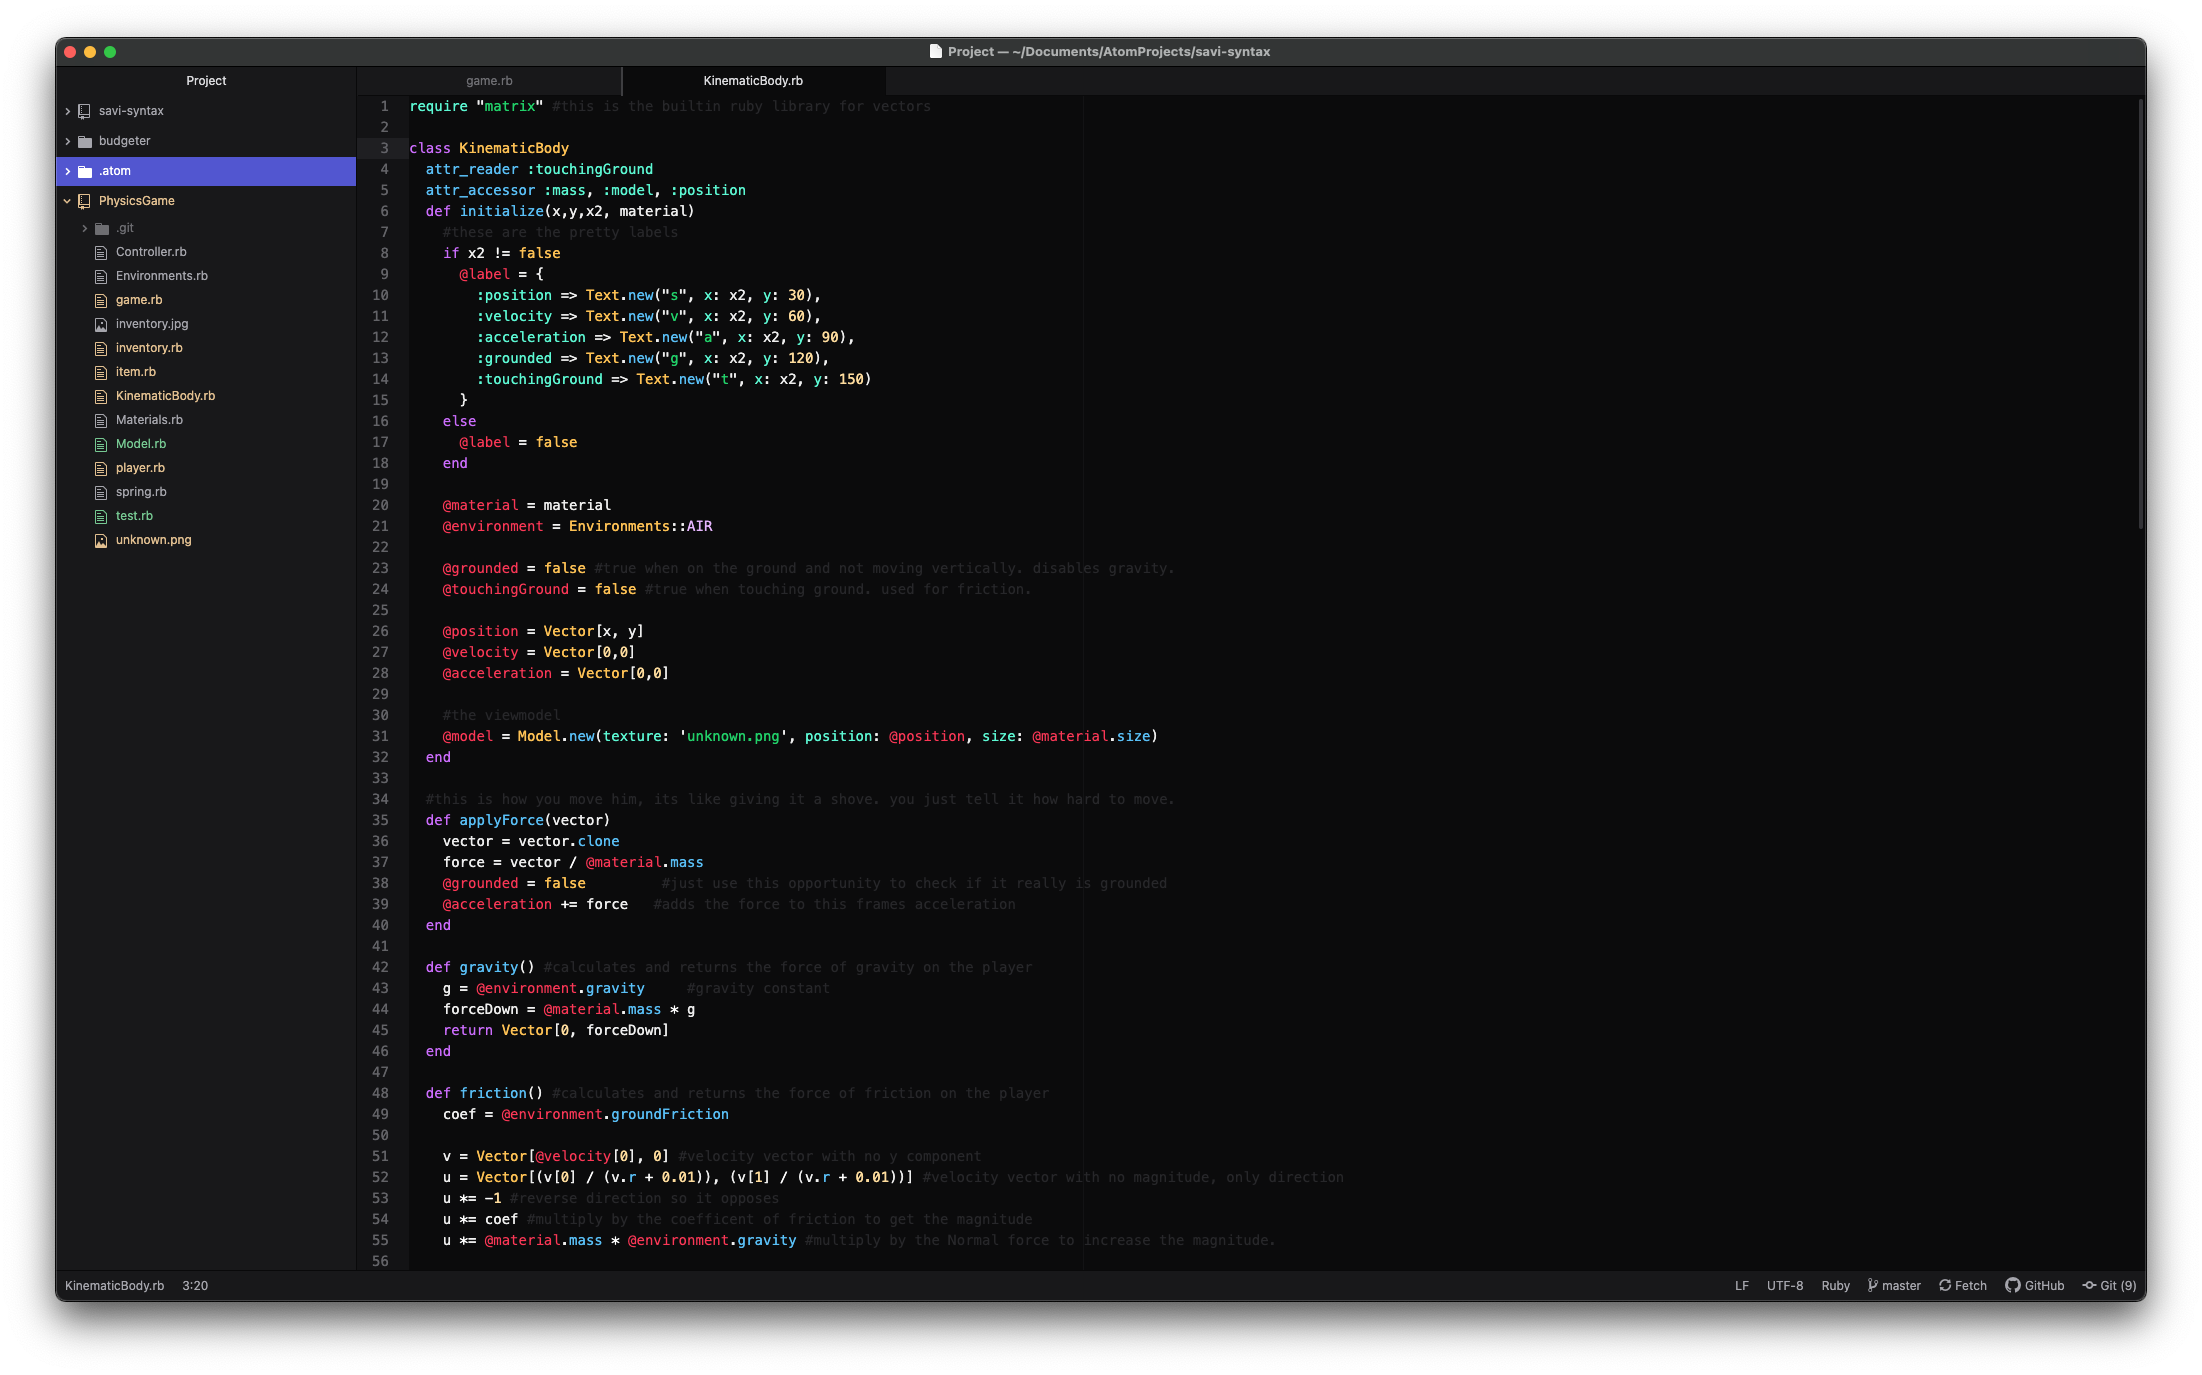 Project — ~/Documents/AtomProjects/savi-syntax
Project
savi-syntax
budgeter
.atom
PhysicsGame
.git
Controller.rb
Environments.rb
game.rb
inventory.jpg
inventory.rb
item.rb
KinematicBody.rb
Materials.rb
Model.rb
player.rb
spring.rb
test.rb
unknown.png
game.rb
KinematicBody.rb
1 require "matrix" #this is the builtin ruby library for vectors
2
3 class KinematicBody
4 attr_reader :touchingGround
5 attr_accessor :mass, :model, :position
6 def initialize(x,y,x2, material)
7 #these are the pretty labels
8 if x2 != false
9 @label = {
10 :position => Text.new("s", x: x2, y: 30),
11 :velocity => Text.new("v", x: x2, y: 60),
12 :acceleration => Text.new("a", x: x2, y: 90),
13 :grounded => Text.new("g", x: x2, y: 120),
14 :touchingGround => Text.new("t", x: x2, y: 150)
15 }
16 else
17 @label = false
18 end
19
20 @material = material
21 @environment = Environments::AIR
22
23 @grounded = false #true when on the ground and not moving vertically. disables gravity.
24 @touchingGround = false #true when touching ground. used for friction.
25
26 @position = Vector[x, y]
27 @velocity = Vector[0,0]
28 @acceleration = Vector[0,0]
29
30 #the viewmodel
31 @model = Model.new(texture: 'unknown.png', position: @position, size: @material.size)
32 end
33
34 #this is how you move him, its like giving it a shove. you just tell it how hard to move.
35 def applyForce(vector)
36 vector = vector.clone
37 force = vector / @material.mass
38 @grounded = false #just use this opportunity to check if it really is grounded
39 @acceleration += force #adds the force to this frames acceleration
40 end
41
42 def gravity() #calculates and returns the force of gravity on the player
43 g = @environment.gravity #gravity constant
44 forceDown = @material.mass * g
45 return Vector[0, forceDown]
46 end
47
48 def friction() #calculates and returns the force of friction on the player
49 coef = @environment.groundFriction
50
51 v = Vector[@velocity[0], 0] #velocity vector with no y component
52 u = Vector[(v[0] / (v.r + 0.01)), (v[1] / (v.r + 0.01))] #velocity vector with no magnitude, only direction
53 u *= -1 #reverse direction so it opposes
54 u *= coef #multiply by the coefficent of friction to get the magnitude
55 u *= @material.mass * @environment.gravity #multiply by the Normal force to increase the magnitude.
56
KinematicBody.rb 3:20
LF UTF-8 Ruby master Fetch GitHub Git (9)